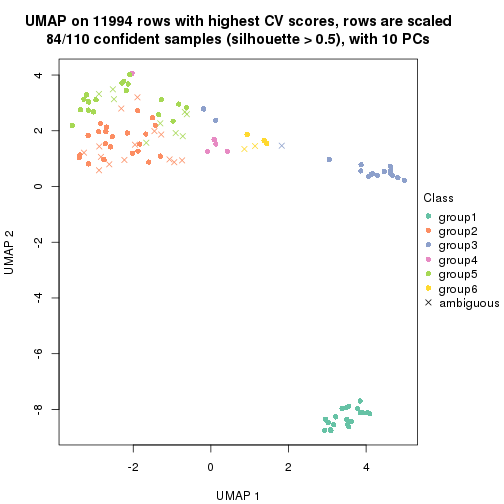 UMAP on 11994 rows with highest CV scores, rows are scaled
84/110 confident samples (silhouette > 0.5), with 10 PCs
4
2
0
-2
-4
-6
-8
UMAP 2
-2
0
2
4
UMAP 1
Class
group1
group2
group3
group4
group5
group6
ambiguous